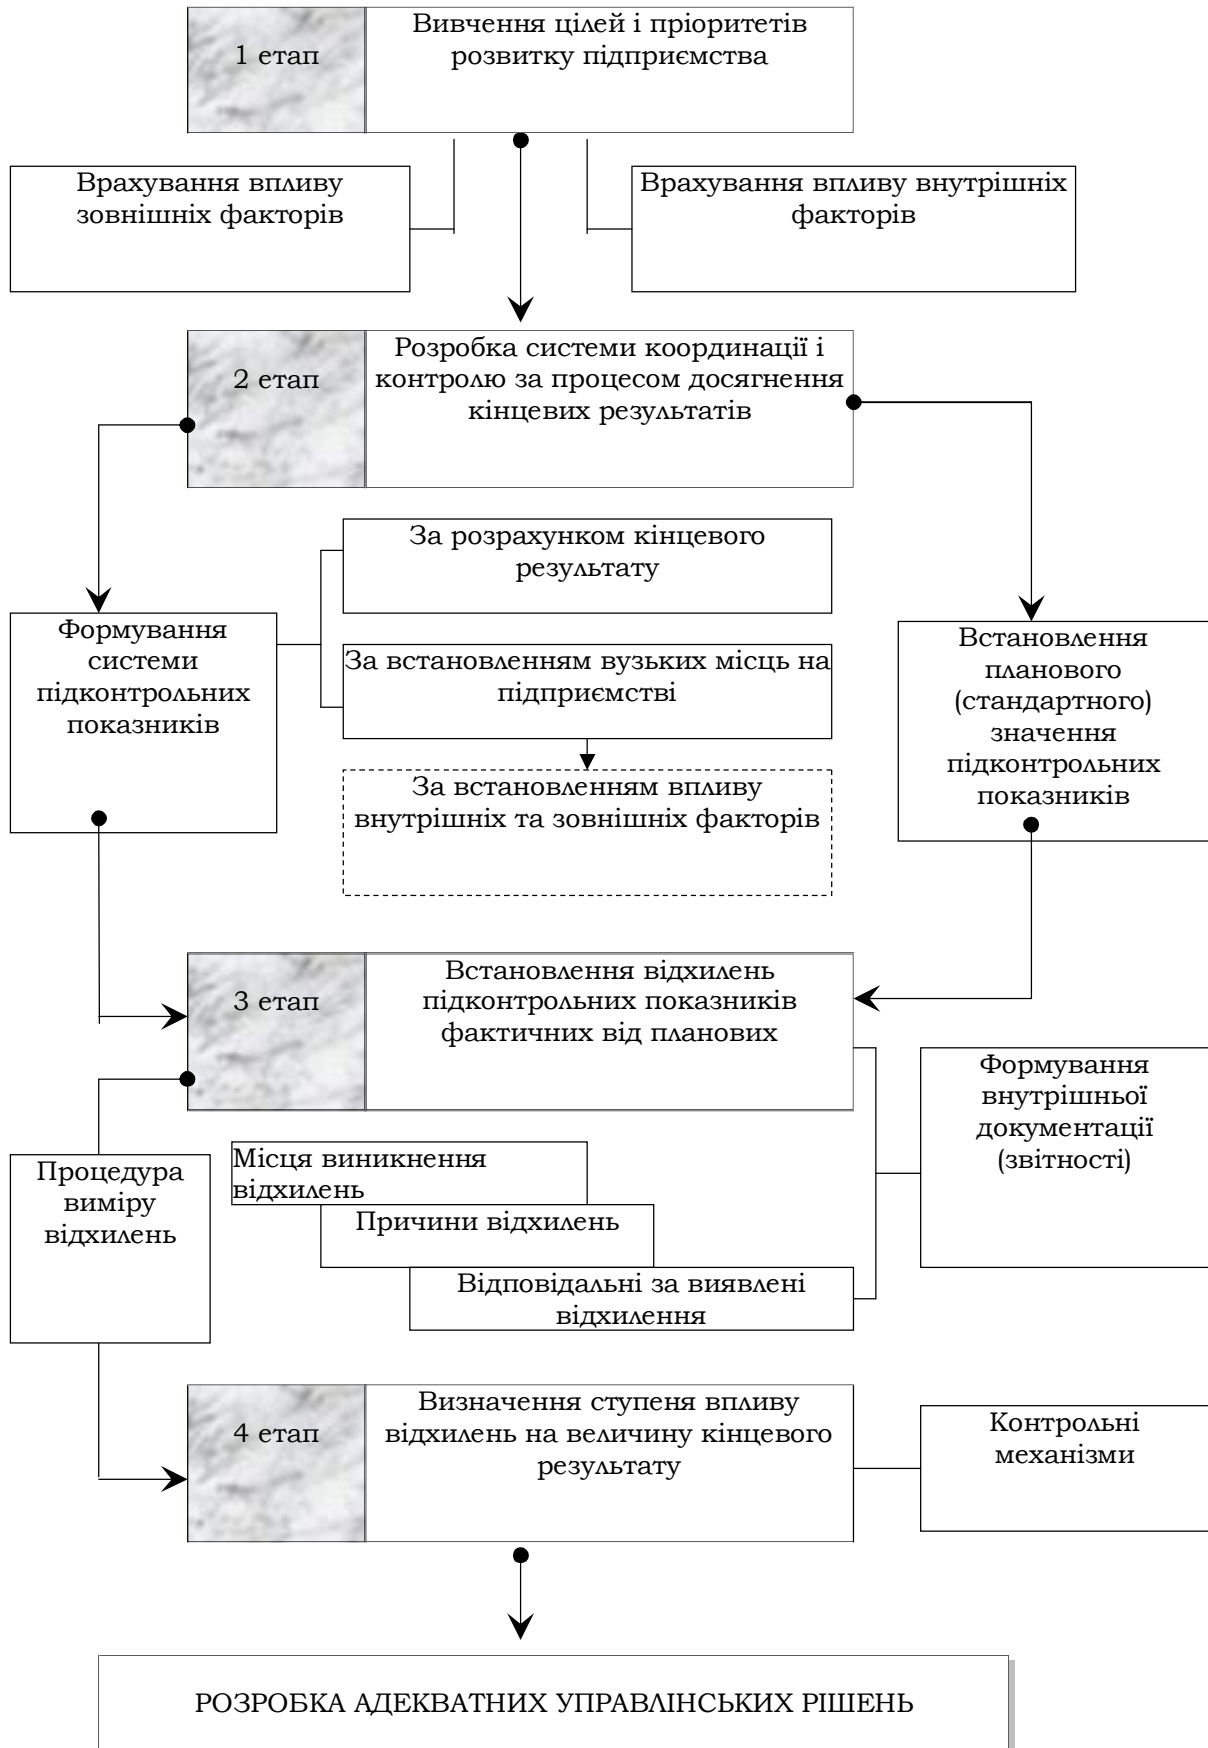 1 етап
Вивчення цілей і пріоритетів
розвитку підприємства
Врахування впливу
зовнішніх факторів
Врахування впливу внутрішніх
факторів
2 етап
Розробка системи координації і
контролю за процесом досягнення
кінцевих результатів
За розрахунком кінцевого
результату
Формування
системи
підконтрольних
показників
За встановленням вузьких місць на
підприємстві
За встановленням впливу
внутрішніх та зовнішніх факторів
Встановлення
планового
(стандартного)
значення
підконтрольних
показників
3 етап
Встановлення відхилень
підконтрольних показників
фактичних від планових
Формування
внутрішньої
документації
(звітності)
Процедура
виміру
відхилень
Місця виникнення
відхилень
Причини відхилень
Відповідальні за виявлені
відхилення
4 етап
Визначення ступеня впливу
відхилень на величину кінцевого
результату
Контрольні
механізми
РОЗРОБКА АДЕКВАТНИХ УПРАВЛІНСЬКИХ РІШЕНЬ